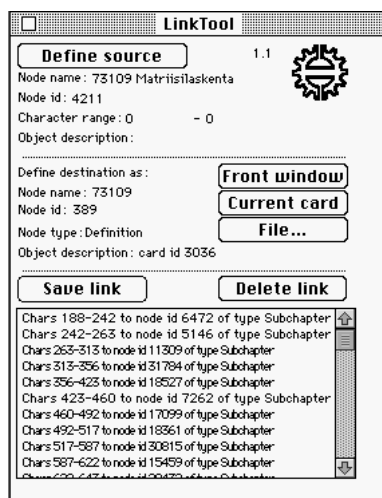 LinkTool
Define source
1.1
Node name: 73109 Matriisilaskenta
Node id: 4211
Character range: 0 - 0
Object description:
Define destination as:
Front window
Node name: 73109
Current card
Node id: 389
File...
Node type: Definition
Object description: card id 3036
Save link
Delete link
Chars 188-242 to node id 6472 of type Subchapter
Chars 242-263 to node id 5146 of type Subchapter
Chars 263-313 to node id 11309 of type Subchapter
Chars 313-356 to node id 31784 of type Subchapter
Chars 356-423 to node id 18527 of type Subchapter
Chars 423-460 to node id 7262 of type Subchapter
Chars 460-492 to node id 17099 of type Subchapter
Chars 492-517 to node id 18361 of type Subchapter
Chars 517-587 to node id 30815 of type Subchapter
Chars 587-622 to node id 15459 of type Subchapter